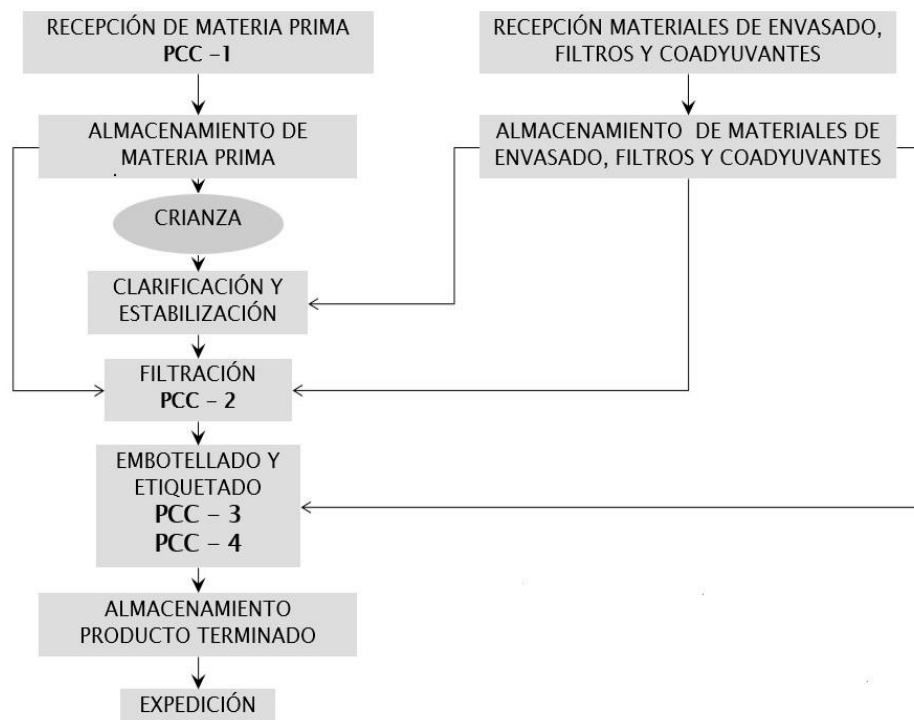 RECEPCIÓN DE MATERIA PRIMA
PCC -1
RECEPCIÓN MATERIALES DE ENVASADO,
FILTROS Y COADYUVANTES
ALMACENAMIENTO DE
MATERIA PRIMA
ALMACENAMIENTO DE MATERIALES DE
ENVASADO, FILTROS Y COADYUVANTES
CRIANZA
CLARIFICACIÓN Y
ESTABILIZACIÓN
FILTRACIÓN
PCC - 2
EMBOTELLADO Y
ETIQUETADO
PCC - 3
PCC - 4
ALMACENAMIENTO
PRODUCTO TERMINADO
EXPEDICIÓN